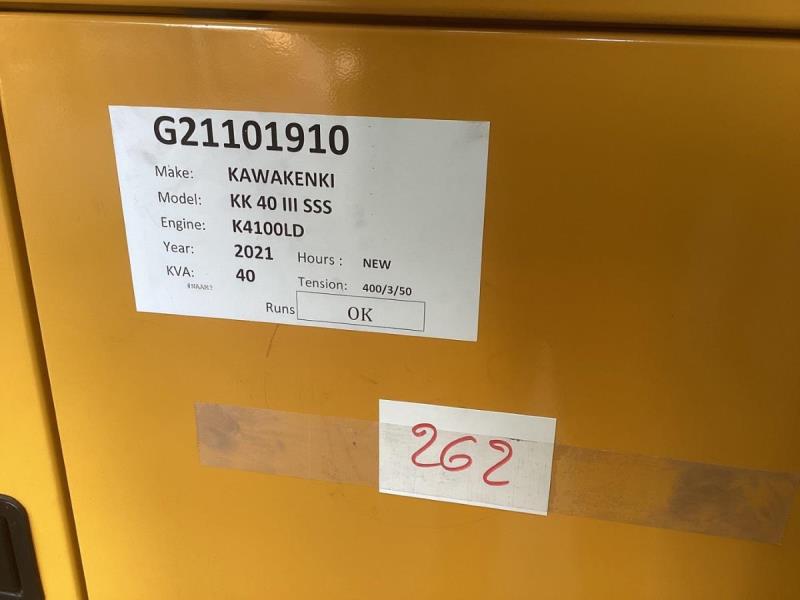 G21101910
Make: KAWAKENKI
Model: KK 40 III SSS
Engine: K4100LD
Year: 2021 Hours : NEW
KVA: 40 Tension: 400/3/50
#NAAM?
Runs OK
262